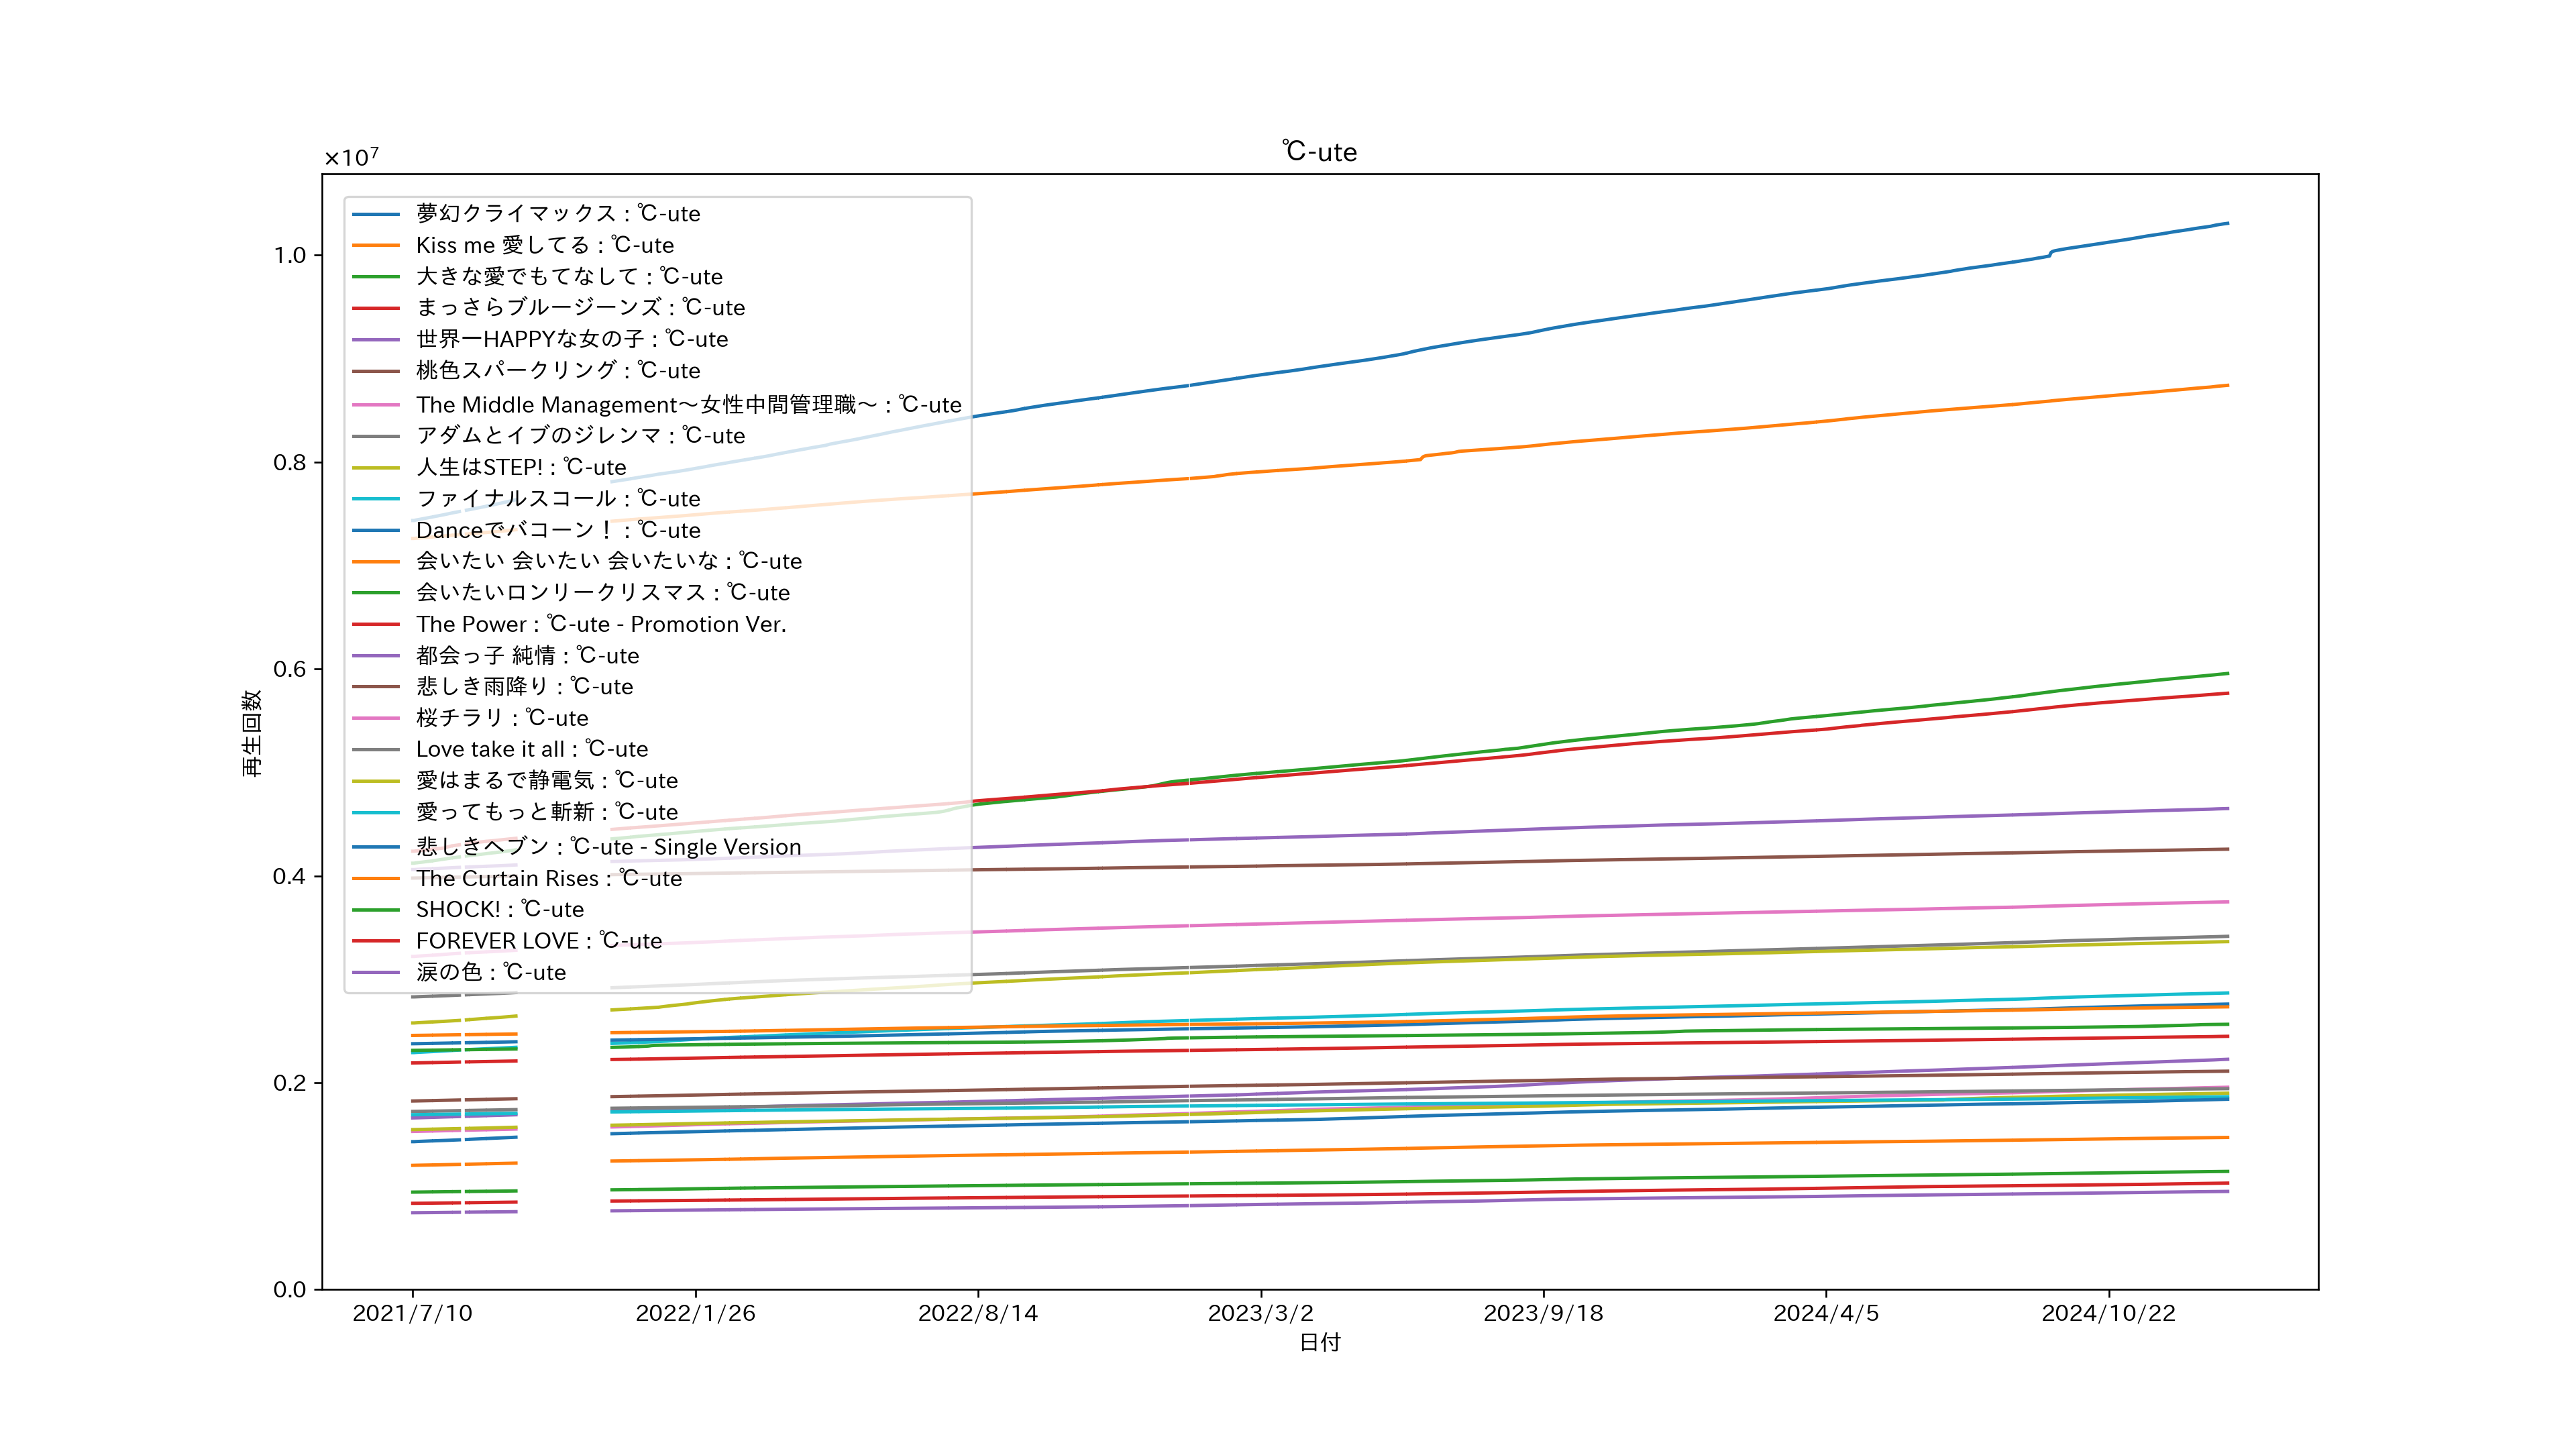 ℃-ute
×10⁷
1.0
0.8
0.6
0.4
0.2
0.0
再生回数
夢幻クライマックス : ℃-ute
Kiss me 愛してる : ℃-ute
大きな愛でもてなして : ℃-ute
まっさらブルージーンズ : ℃-ute
世界一HAPPYな女の子 : ℃-ute
桃色スパークリング : ℃-ute
The Middle Management〜女性中間管理職〜 : ℃-ute
アダムとイブのジレンマ : ℃-ute
人生はSTEP! : ℃-ute
ファイナルスコール : ℃-ute
Danceでバコーン！ : ℃-ute
会いたい 会いたい 会いたいな : ℃-ute
会いたいロンリークリスマス : ℃-ute
The Power : ℃-ute - Promotion Ver.
都会っ子 純情 : ℃-ute
悲しき雨降り : ℃-ute
桜チラリ : ℃-ute
Love take it all : ℃-ute
愛はまるで静電気 : ℃-ute
愛ってもっと斬新 : ℃-ute
悲しきヘブン : ℃-ute - Single Version
The Curtain Rises : ℃-ute
SHOCK! : ℃-ute
FOREVER LOVE : ℃-ute
涙の色 : ℃-ute
2021/7/10
2022/1/26
2022/8/14
2023/3/2
2023/9/18
2024/4/5
2024/10/22
日付